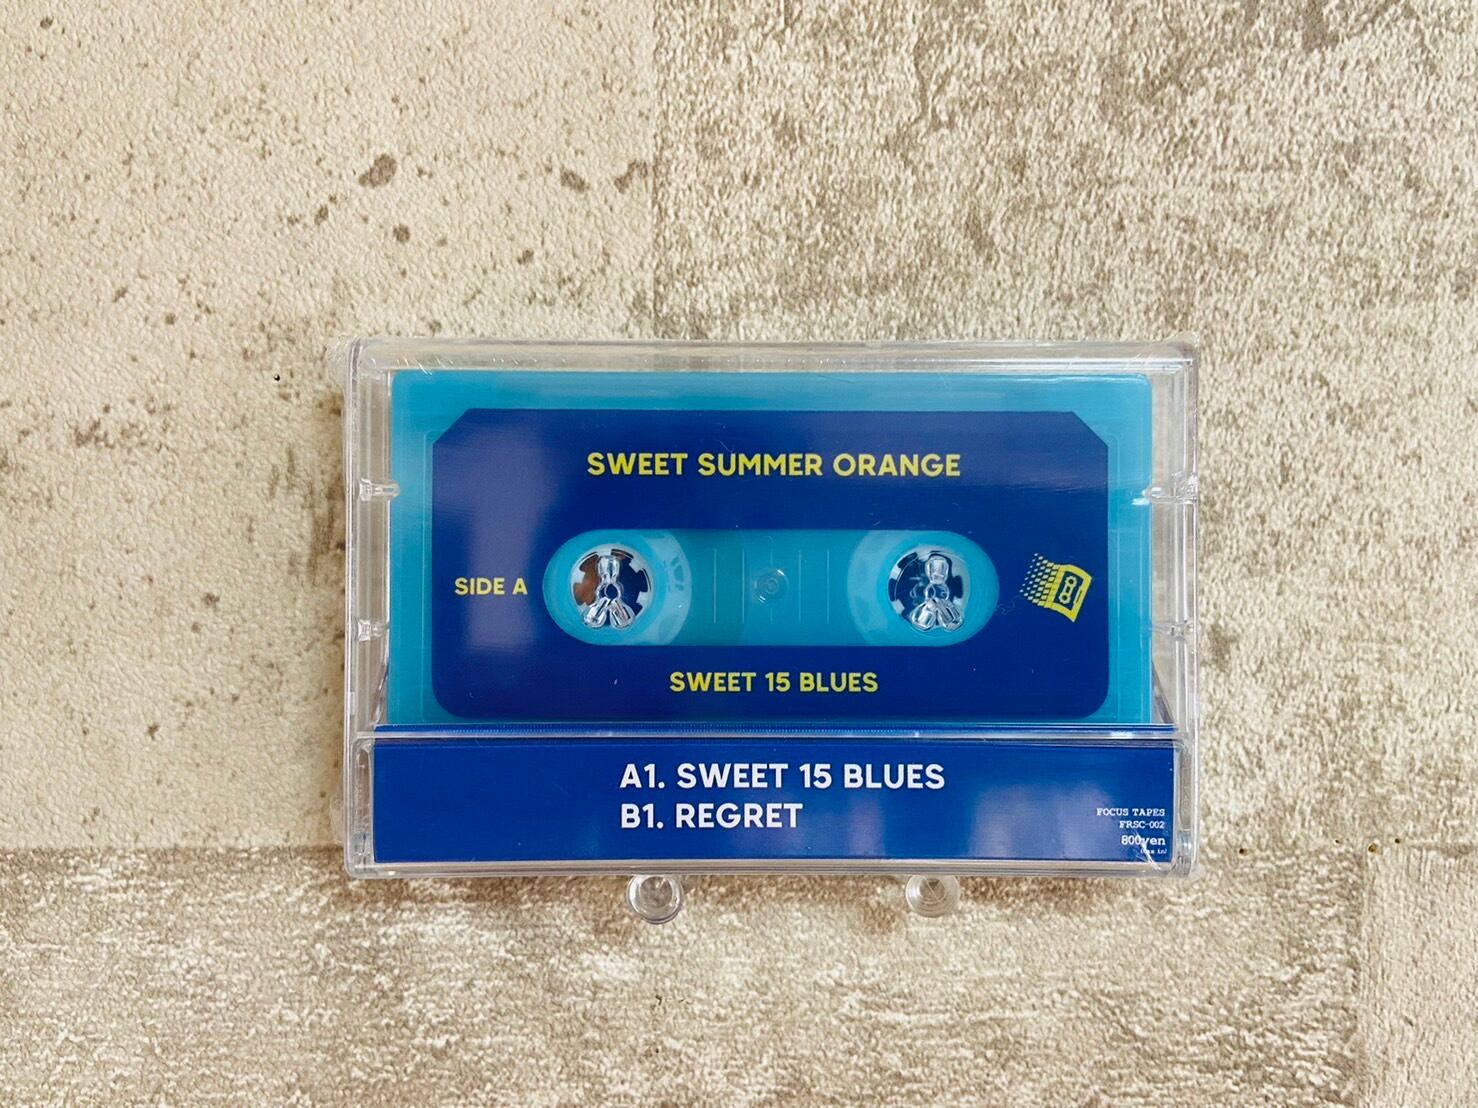 SWEET SUMMER ORANGE
SIDE A
SWEET 15 BLUES
A1. SWEET 15 BLUES
B1. REGRET
FOCUS TAPES
FRSC-002
800yen